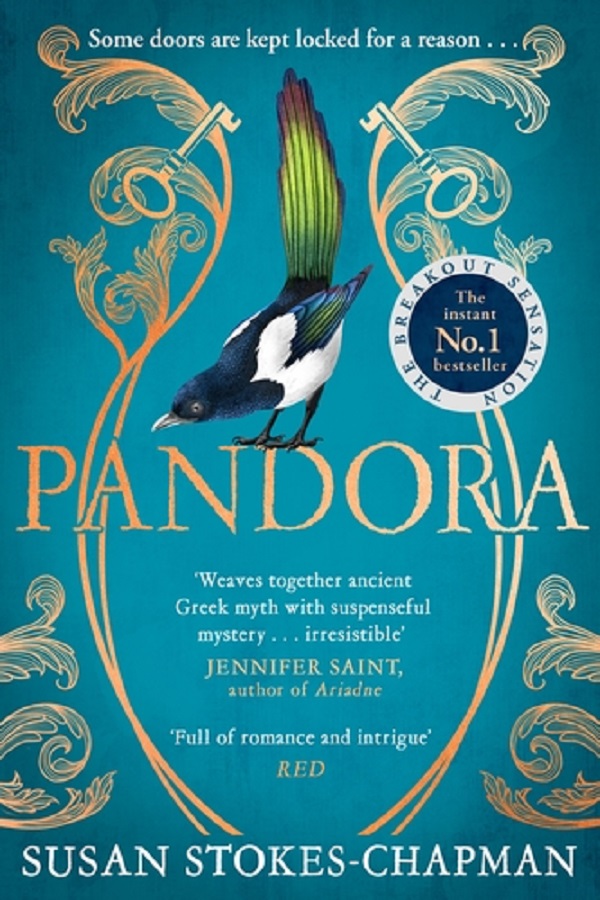 Some doors are kept locked for a reason . . .
THE BREAKOUT SENSATION
The
instant
No.1
bestseller
PANDORA
‘Weaves together ancient
Greek myth with suspenseful
mystery . . . irresistible’
JENNIFER SAINT,
author of Ariadne
‘Full of romance and intrigue’
RED
SUSAN STOKES-CHAPMAN